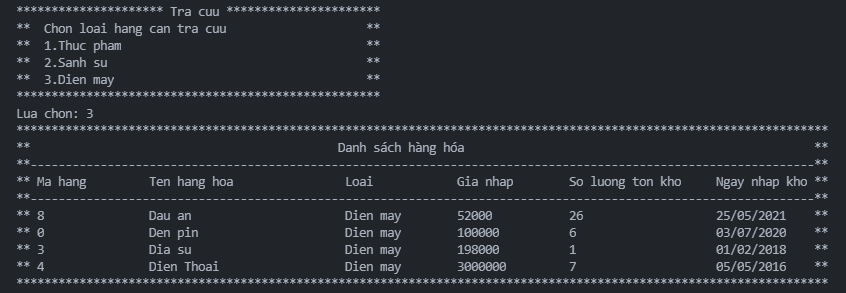 ********************* Tra cuu **********************
**  Chon loai hang can tra cuu                    **
**  1.Thuc pham                                   **
**  2.Sanh su                                     **
**  3.Dien may                                    **
****************************************************
Lua chon: 3
********************************************************************************************************************
**                                            Danh sách hàng hóa                                                  **
**----------------------------------------------------------------------------------------------------------------**
** Ma hang         Ten hang hoa                Loai            Gia nhap        So luong ton kho     Ngay nhap kho **
**----------------------------------------------------------------------------------------------------------------**
** 8               Dau an                      Dien may        52000           26                   25/05/2021    **
** 0               Den pin                     Dien may        100000          6                    03/07/2020    **
** 3               Dia su                      Dien may        198000          1                    01/02/2018    **
** 4               Dien Thoai                  Dien may        3000000         7                    05/05/2016    **
********************************************************************************************************************